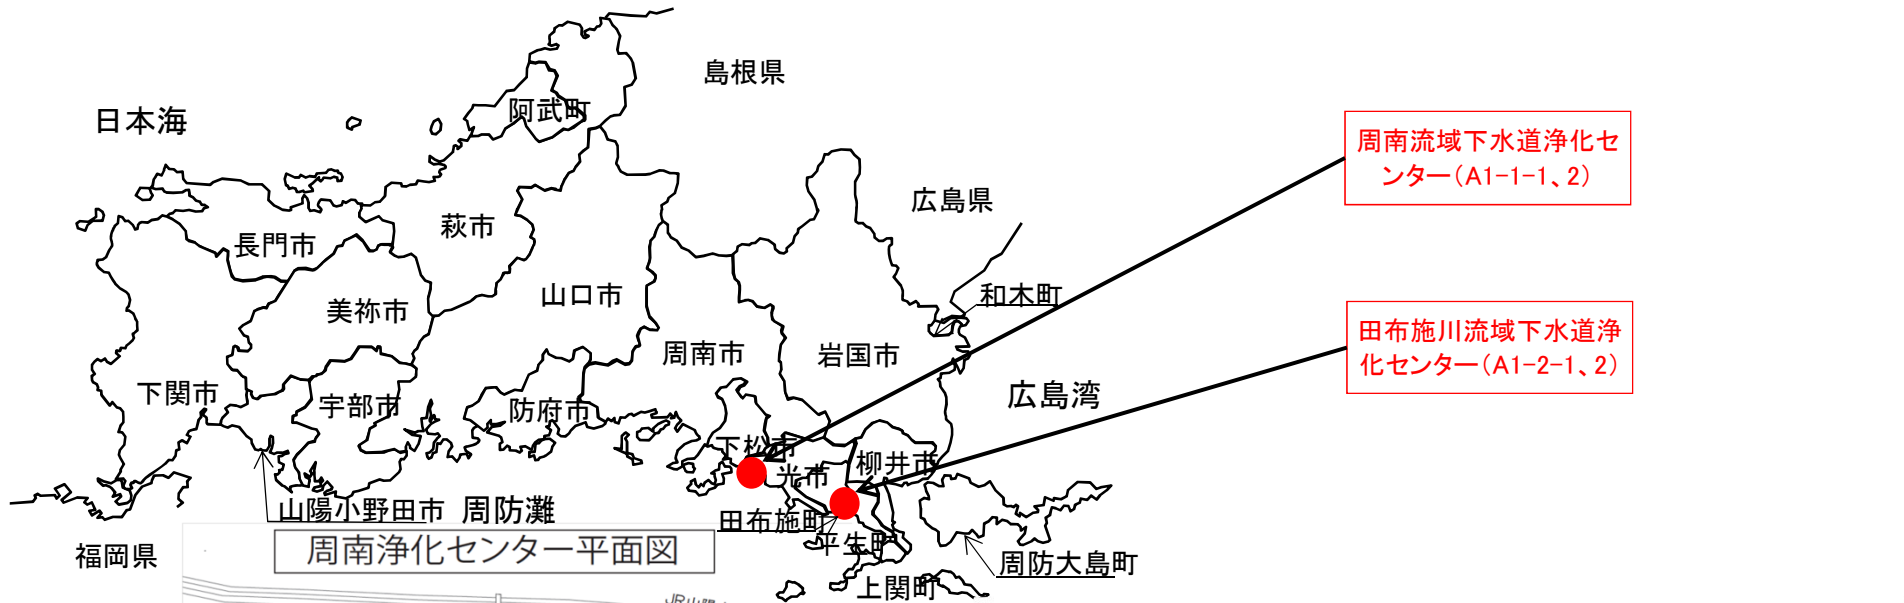 島根県
阿武町
日本海
周南流域下水道浄化セ
ンター(A1-1-1、2)
広島県
萩市
長門市
山口市
和木町
美祢市
田布施川流域下水道浄
化センター(A1-2-1、2)
周南市
岩国市
下関市
宇部市
防府市
広島湾
下松市
光市
柳井市
山陽小野田市
周防灘
田布施町
平生町
周南浄化センター平面図
福岡県
周防大島町
上関町